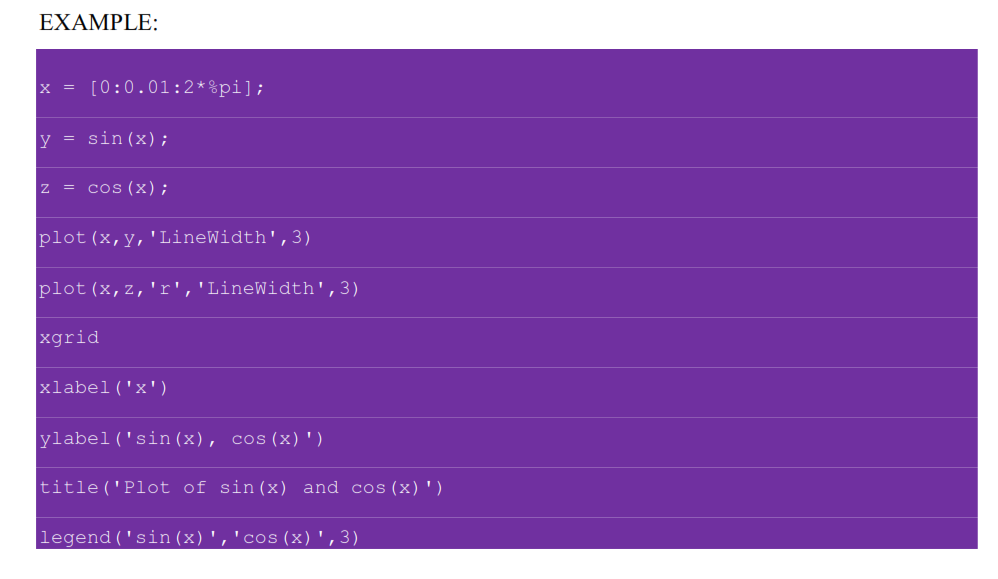 EXAMPLE:
x = [0:0.01:2*%pi];
y = sin(x);
z = cos(x);
plot(x,y,'LineWidth',3)
plot(x,z,'r','LineWidth',3)
xgrid
xlabel('x')
ylabel('sin(x), cos(x)')
title('Plot of sin(x) and cos(x)')
legend('sin(x)','cos(x)',3)